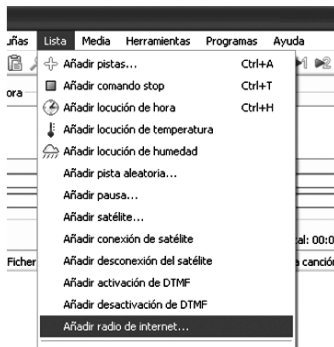 uñas Lista Media Herramientas Programas Ayuda
Añadir pistas... Ctrl+A
ora
Añadir comando stop Ctrl+T
Añadir locución de hora Ctrl+H
Añadir locución de temperatura
Añadir locución de humedad
Añadir pista aleatoria...
Añadir pausa...
Añadir satélite...
Añadir conexión de satélite al: 00:0
Ficher Añadir desconexión del satélite a canció
Añadir activación de DTMF
Añadir desactivación de DTMF
Añadir radio de internet...